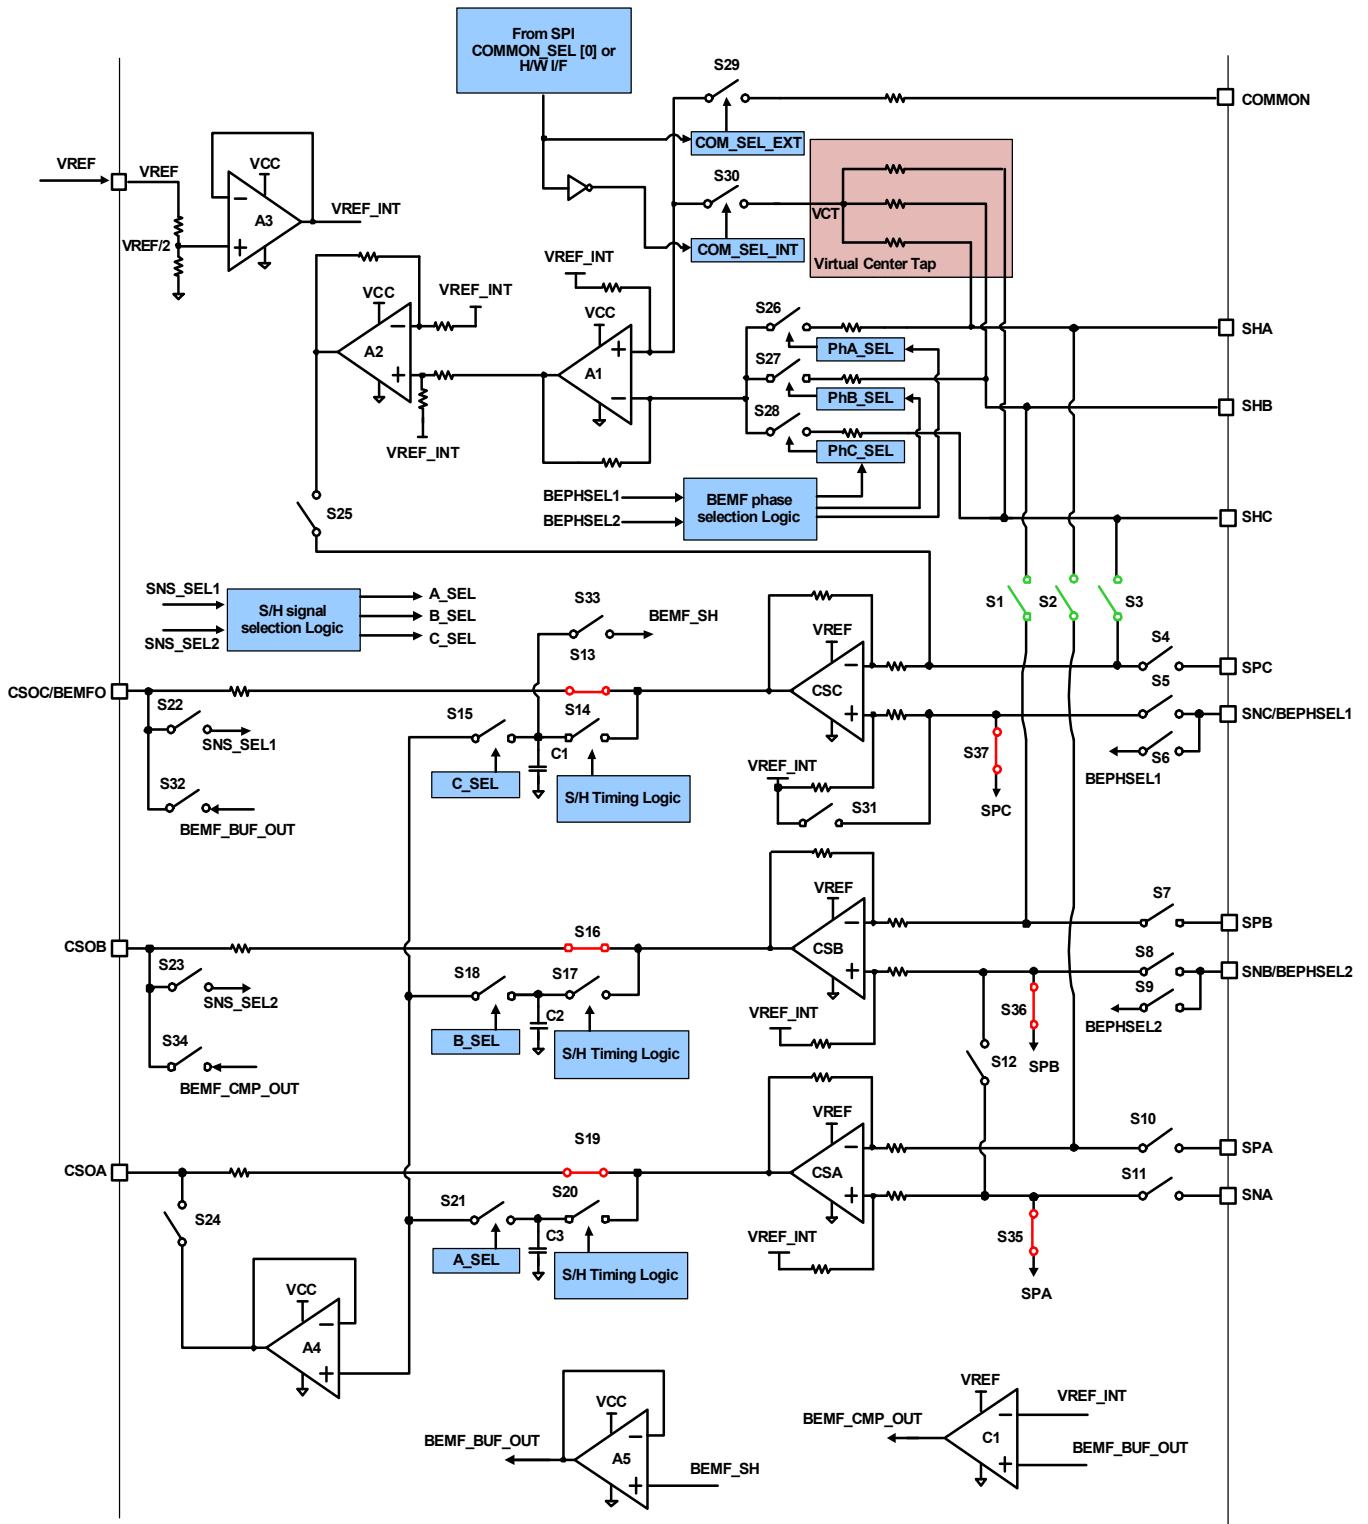 From SPI
COMMON_SEL [0] or
H/W I/F
S29
COMMON
COM_SEL_EXT
VREF
VREF
VCC
A3
VREF_INT
VREF/2
S30
VCT
COM_SEL_INT
Virtual Center Tap
VREF_INT
VCC
A2
VREF_INT
VREF_INT
VCC
A1
S26
PhA_SEL
S27
PhB_SEL
S28
PhC_SEL
SHA
SHB
SHC
BEPHSEL1
BEPHSEL2
BEMF phase
selection Logic
S25
SNS_SEL1
SNS_SEL2
S/H signal
selection Logic
A_SEL
B_SEL
C_SEL
S33
BEMF_SH
S13
VREF
CSC
S1
S2
S3
S4
SPC
S5
SNC/BEPHSEL1
S6
BEPHSEL1
S37
SPC
CSOC/BEMFO
S22
SNS_SEL1
S32
BEMF_BUF_OUT
S15
S14
C1
C_SEL
S/H Timing Logic
VREF_INT
S31
VREF
CSB
S7
SPB
CSOB
S16
S23
SNS_SEL2
S18
S17
C2
S8
SNB/BEPHSEL2
S9
BEPHSEL2
S36
SPB
S34
BEMF_CMP_OUT
B_SEL
S/H Timing Logic
VREF_INT
S12
VREF
CSA
S10
SPA
CSOA
S19
S21
S20
C3
S11
SNA
S35
SPA
S24
A_SEL
S/H Timing Logic
VREF_INT
VCC
A4
VCC
A5
BEMF_BUF_OUT
BEMF_SH
VREF
C1
VREF_INT
BEMF_CMP_OUT
BEMF_BUF_OUT